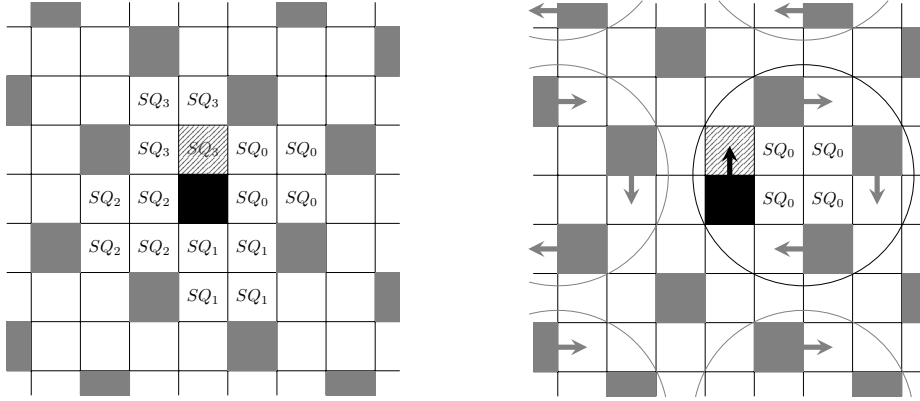 SQ₃ SQ₃
SQ₃ SQ₃ SQ₀ SQ₀ SQ₀ SQ₀
SQ₂ SQ₂ SQ₀ SQ₀ SQ₀ SQ₀
SQ₂ SQ₂ SQ₁ SQ₁
SQ₁ SQ₁